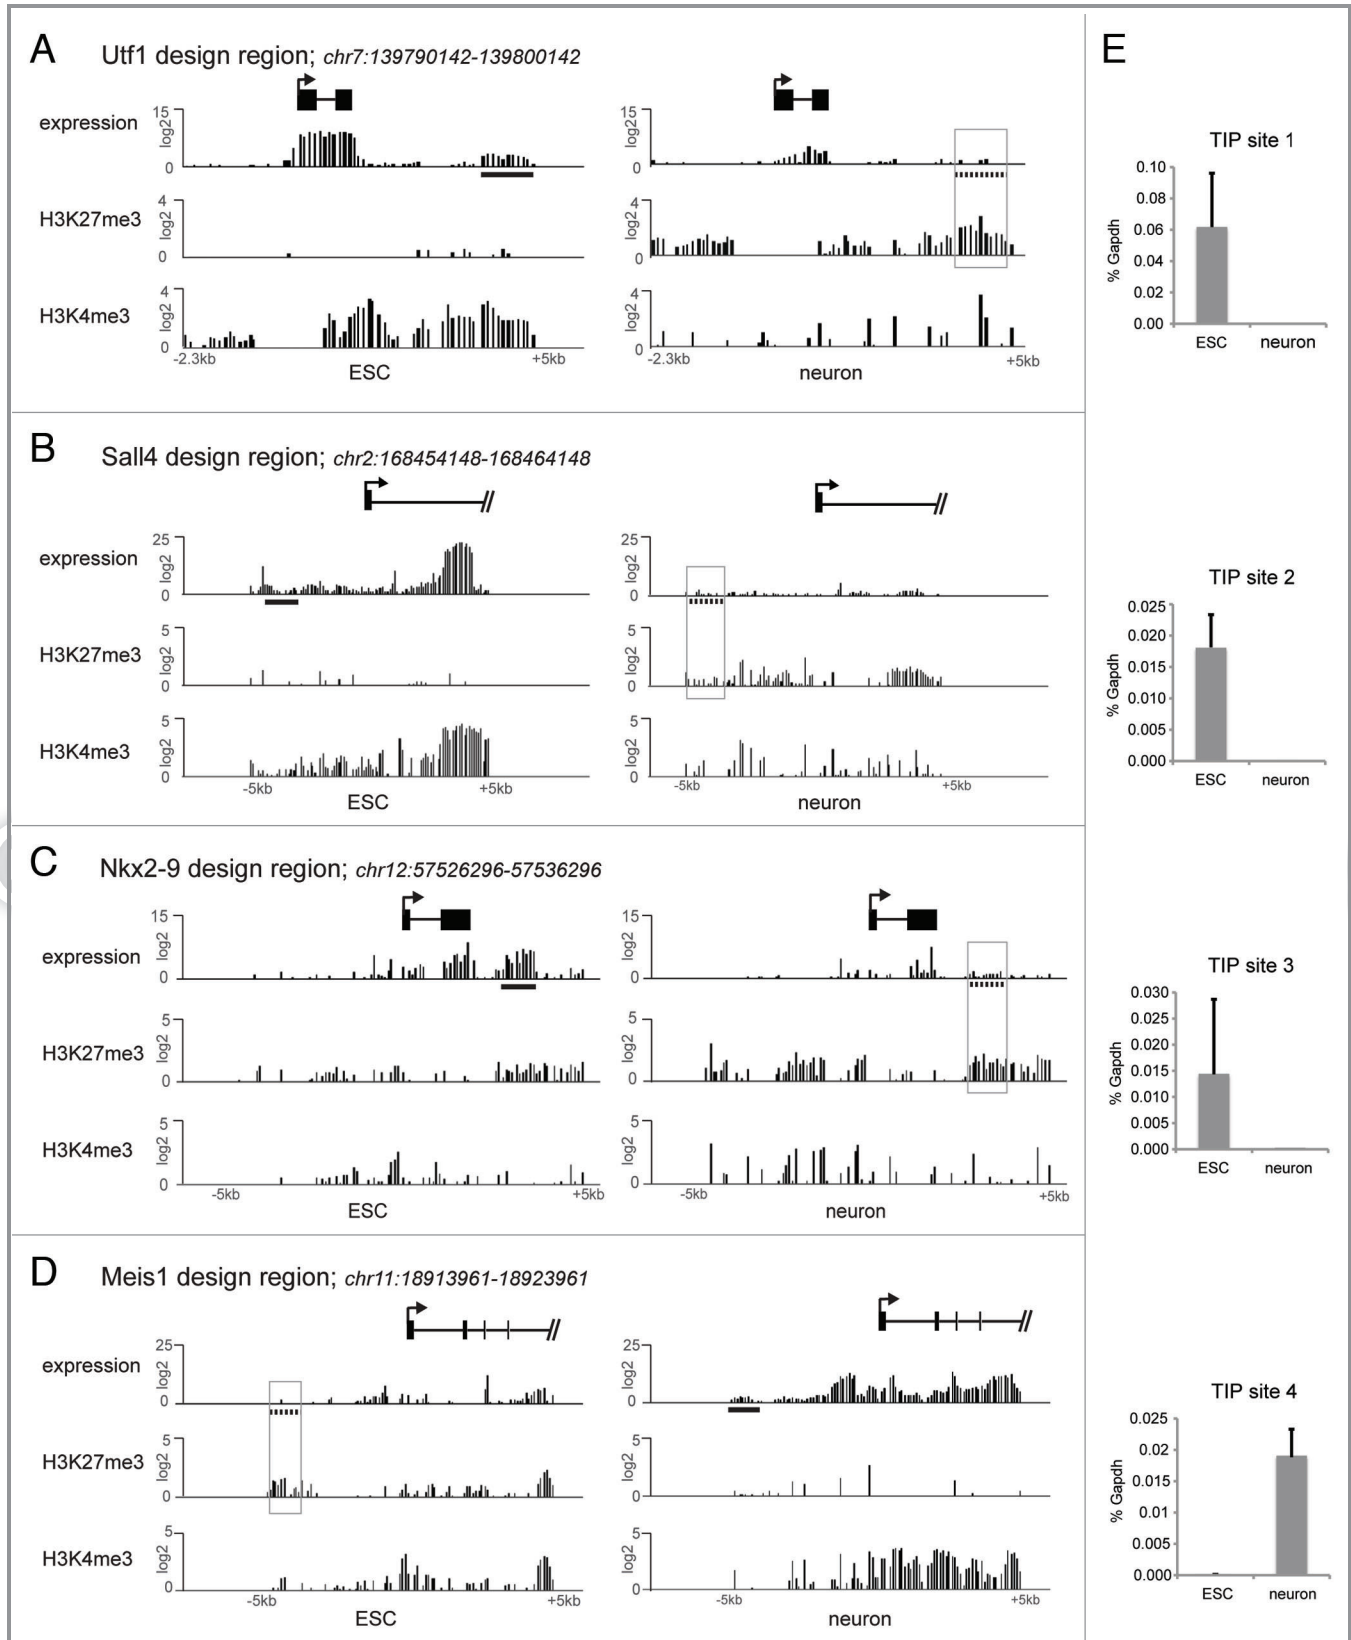 A
Utf1 design region; chr7:139790142-139800142
expression
15
log2
0
15
log2
0
H3K27me3
4
log2
0
4
log2
0
H3K4me3
4
log2
0
4
log2
0
-2.3kb
+5kb
-2.3kb
+5kb
ESC
neuron
B
Sall4 design region; chr2:168454148-168464148
expression
25
log2
0
25
log2
0
H3K27me3
5
log2
0
5
log2
0
H3K4me3
5
log2
0
5
log2
0
-5kb
+5kb
-5kb
+5kb
ESC
neuron
C
Nkx2-9 design region; chr12:57526296-57536296
expression
15
log2
0
15
log2
0
H3K27me3
5
log2
0
5
log2
0
H3K4me3
5
log2
0
5
log2
0
-5kb
+5kb
-5kb
+5kb
ESC
neuron
D
Meis1 design region; chr11:18913961-18923961
expression
25
log2
0
25
log2
0
H3K27me3
5
log2
0
5
log2
0
H3K4me3
5
log2
0
5
log2
0
-5kb
+5kb
-5kb
+5kb
ESC
neuron
E
TIP site 1
% Gapdh
0.10
0.08
0.06
0.04
0.02
0.00
ESC
neuron
TIP site 2
% Gapdh
0.025
0.020
0.015
0.010
0.005
0.000
ESC
neuron
TIP site 3
% Gapdh
0.030
0.025
0.020
0.015
0.010
0.005
0.000
ESC
neuron
TIP site 4
% Gapdh
0.025
0.02
0.015
0.01
0.005
0.000
ESC
neuron